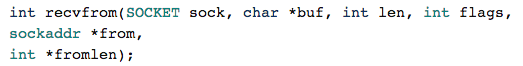 int recvfrom(SOCKET sock, char *buf, int len, int flags,
sockaddr *from,
int *fromlen);